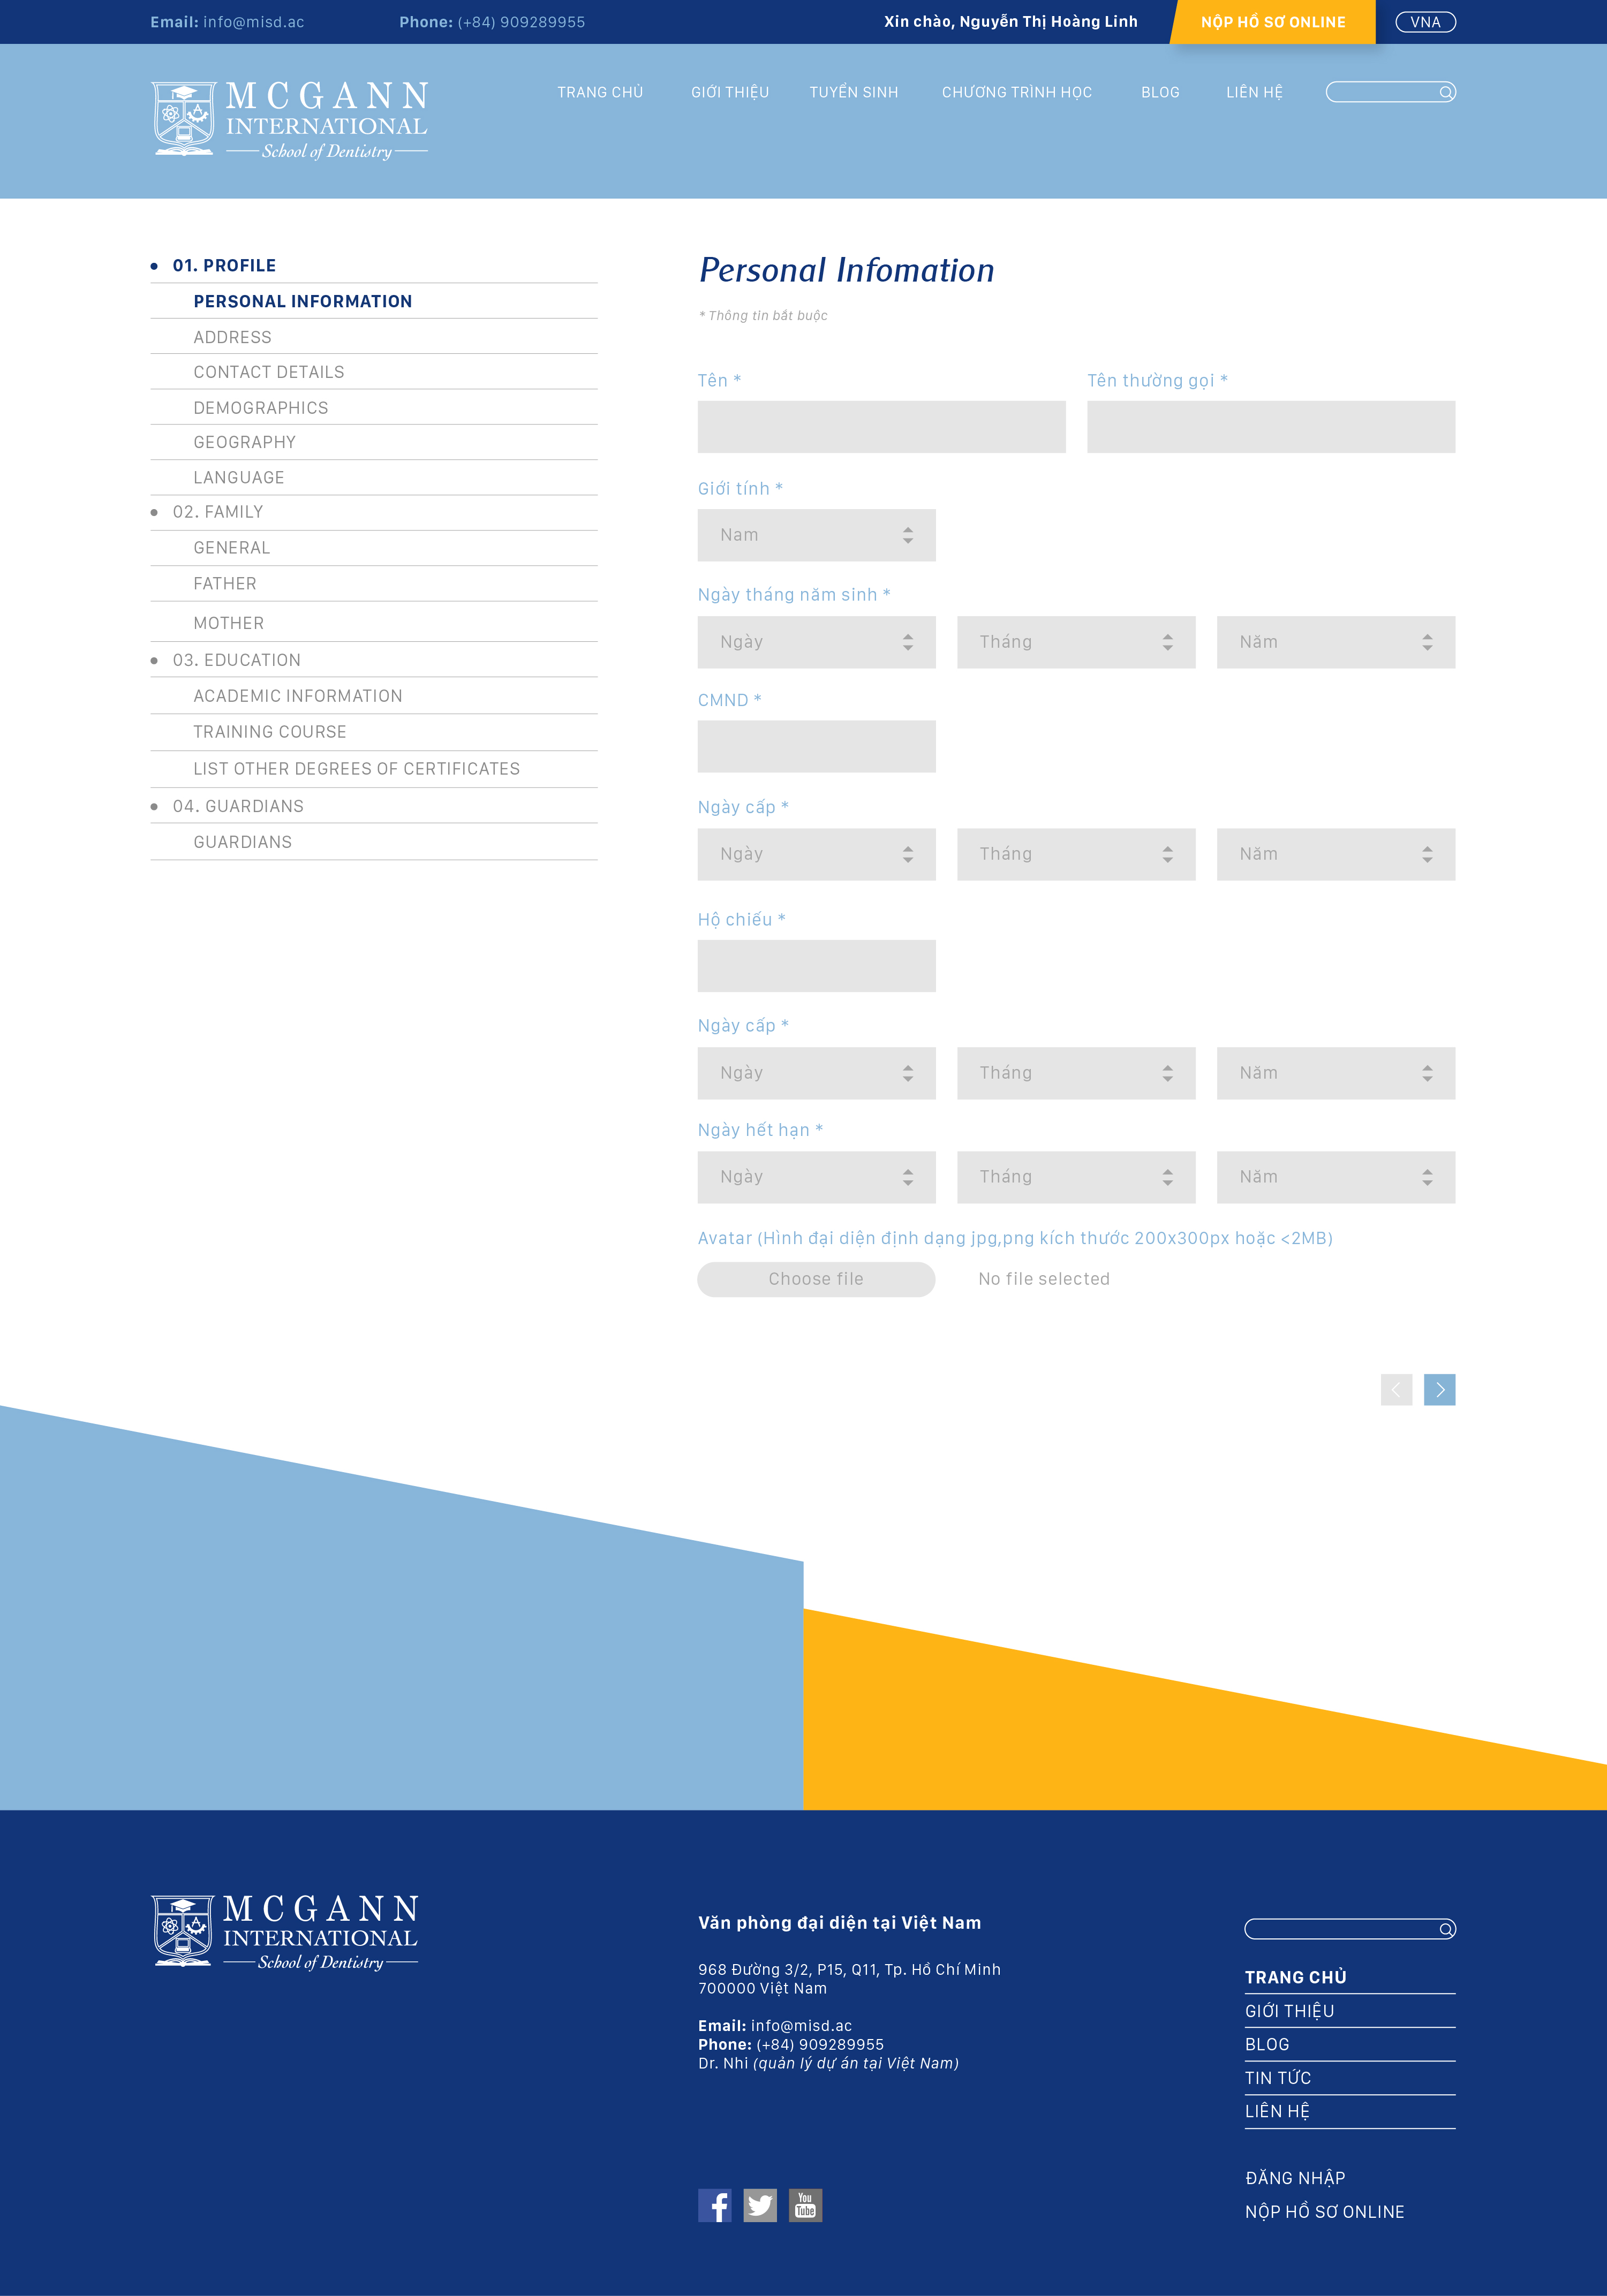 Email: info@misd.ac
Phone: (+84) 909289955
Xin chào, Nguyễn Thị Hoàng Linh
NỘP HỒ SƠ ONLINE
VNA
MCGANN
INTERNATIONAL
School of Dentistry
TRANG CHỦ
GIỚI THIỆU
TUYỂN SINH
CHƯƠNG TRÌNH HỌC
BLOG
LIÊN HỆ
01. PROFILE
PERSONAL INFORMATION
ADDRESS
CONTACT DETAILS
DEMOGRAPHICS
GEOGRAPHY
LANGUAGE
02. FAMILY
GENERAL
FATHER
MOTHER
03. EDUCATION
ACADEMIC INFORMATION
TRAINING COURSE
LIST OTHER DEGREES OF CERTIFICATES
04. GUARDIANS
GUARDIANS
Personal Infomation
* Thông tin bắt buộc
Tên *
Tên thường gọi *
Giới tính *
Nam
Ngày tháng năm sinh *
Ngày
Tháng
Năm
CMND *
Ngày cấp *
Ngày
Tháng
Năm
Hộ chiếu *
Ngày cấp *
Ngày
Tháng
Năm
Ngày hết hạn *
Ngày
Tháng
Năm
Avatar (Hình đại diện định dạng jpg,png kích thước 200x300px hoặc <2MB)
Choose file
No file selected
MCGANN
INTERNATIONAL
School of Dentistry
Văn phòng đại diện tại Việt Nam
968 Đường 3/2, P15, Q11, Tp. Hồ Chí Minh
700000 Việt Nam
Email: info@misd.ac
Phone: (+84) 909289955
Dr. Nhi (quản lý dự án tại Việt Nam)
You
Tube
TRANG CHỦ
GIỚI THIỆU
BLOG
TIN TỨC
LIÊN HỆ
ĐĂNG NHẬP
NỘP HỒ SƠ ONLINE